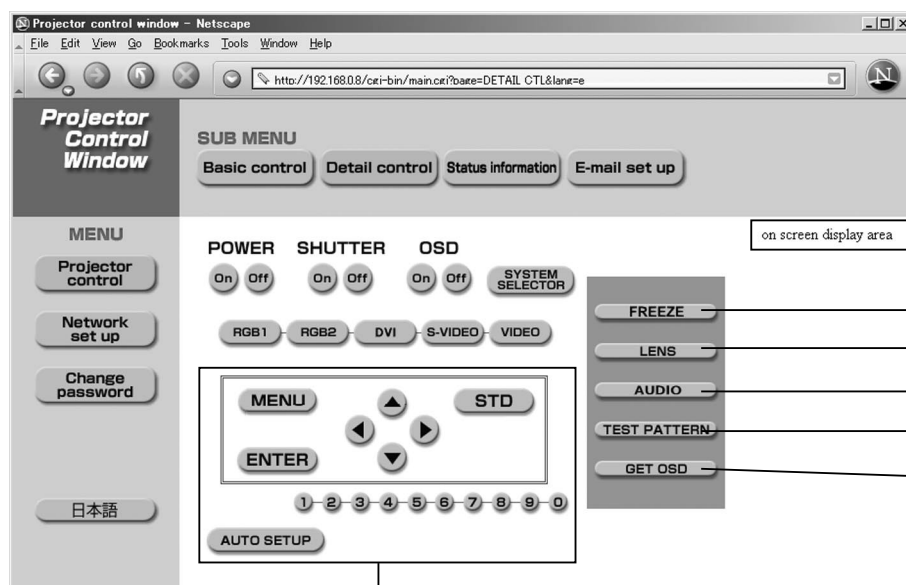 Projector control window - Netscape
File Edit View Go Bookmarks Tools Window Help
http://192.168.0.8/cgi-bin/main.cgi?page=DETAIL CTL&lang=e
N
Projector
Control
Window
SUB MENU
Basic control Detail control Status information E-mail set up
MENU
Projector
control
Network
set up
Change
password
日本語
on screen display area
POWER SHUTTER OSD
On Off On Off On Off SYSTEM
SELECTOR
RGB1 RGB2 DVI S-VIDEO VIDEO
MENU STD
ENTER
1 2 3 4 5 6 7 8 9 0
AUTO SETUP
FREEZE
LENS
AUDIO
TEST PATTERN
GET OSD